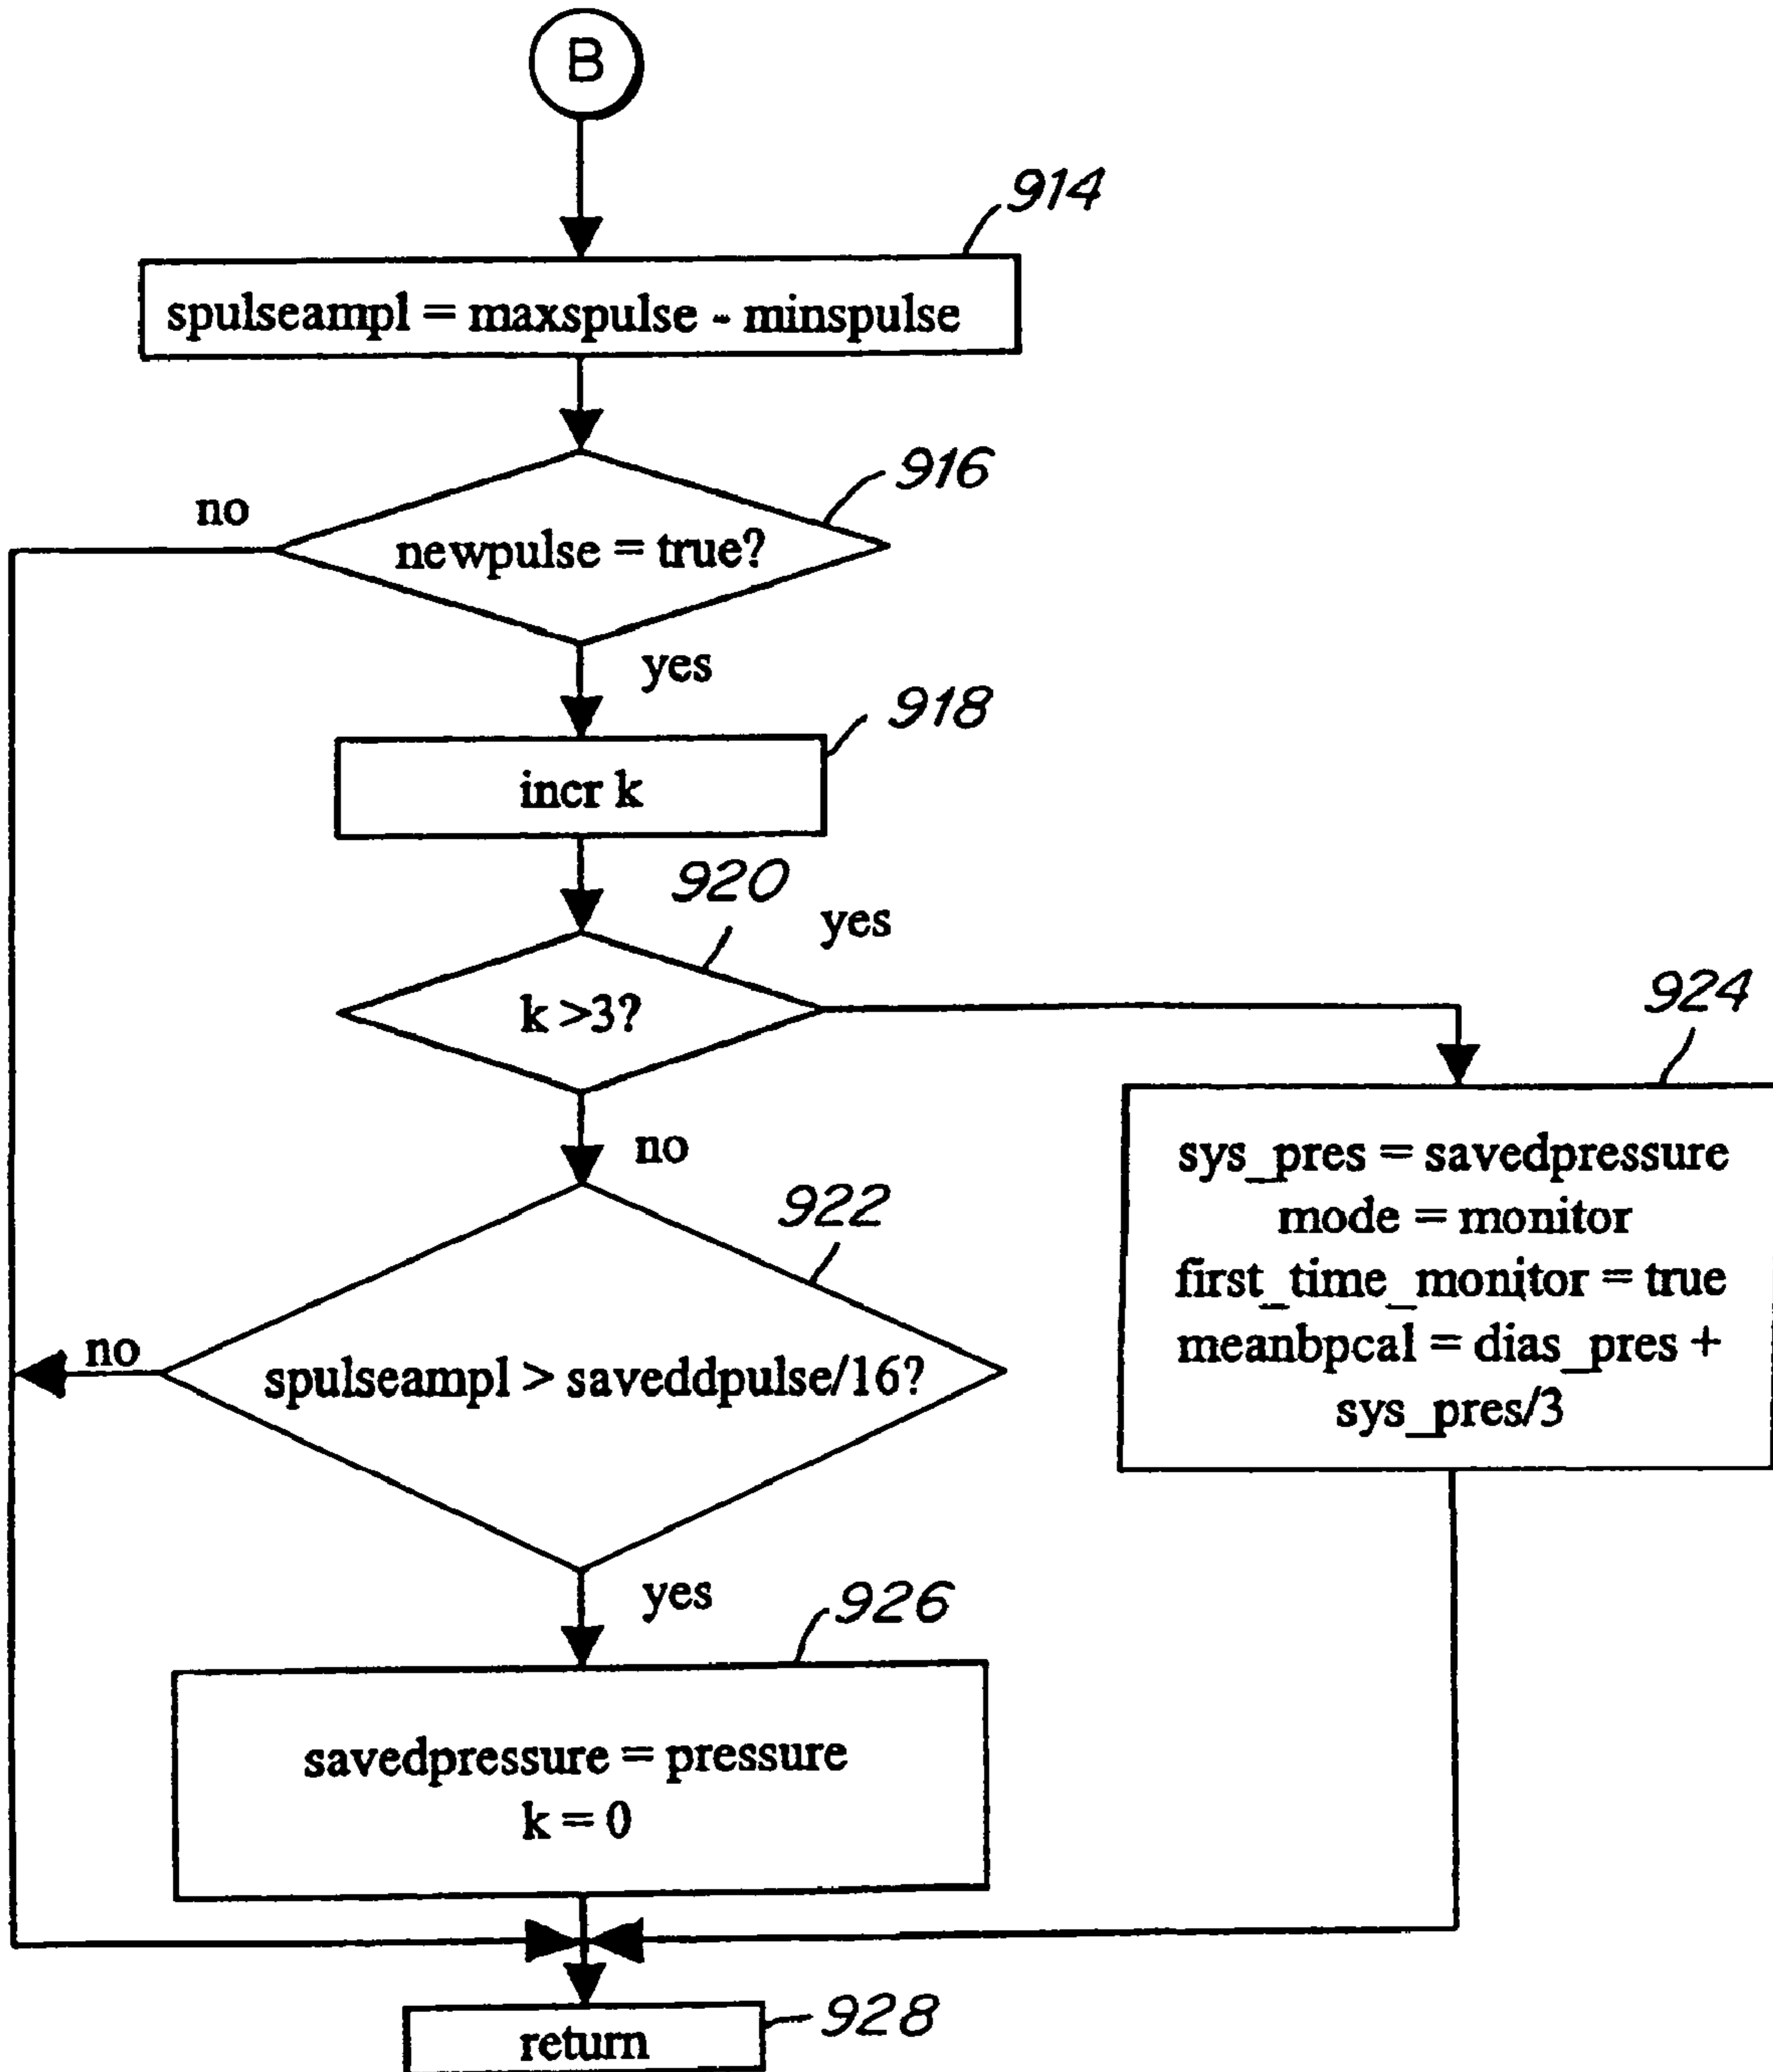 B
914
spulseampl = maxspulse - minspulse
916
no
newpulse = true?
yes
918
incr k
920
yes
k >3?
924
no
sys_pres = savedpressure
mode = monitor
first_time_monitor = true
meanbpcal = dias_pres +
sys_pres/3
922
no
spulseampl > saveddpulse/16?
yes
926
savedpressure = pressure
k = 0
return
928